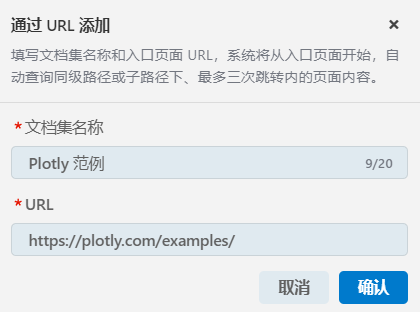 通过 URL 添加
填写文档集名称和入口页面 URL，系统将从入口页面开始，自
动查询同级路径或子路径下、最多三次跳转内的页面内容。
* 文档集名称
Plotly 范例 9/20
* URL
https://plotly.com/examples/
取消 确认